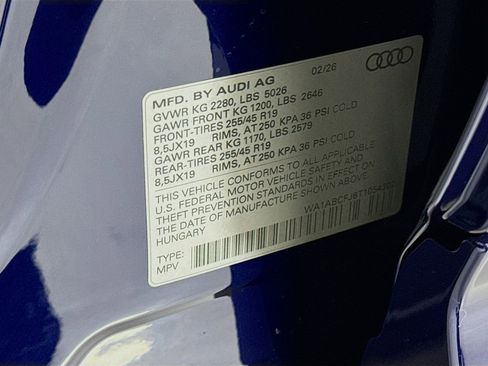 02/26
MFD. BY AUDI AG
GVWR KG 2280, LBS 5026
GAWR FRONT KG 1200, LBS 2646
FRONT-TIRES 255/45 R19
8,5JX19 RIMS, AT 250 KPA 36 PSI COLD
GAWR REAR KG 1170, LBS 2579
REAR-TIRES 255/45 R19
8,5JX19 RIMS, AT 250 KPA 36 PSI COLD
THIS VEHICLE CONFORMS TO ALL APPLICABLE
U.S. FEDERAL MOTOR VEHICLE SAFETY AND
THEFT PREVENTION STANDARDS IN EFFECT
ON THE DATE OF MANUFACTURE SHOWN ABOVE
HUNGARY
TYPE:
MPV